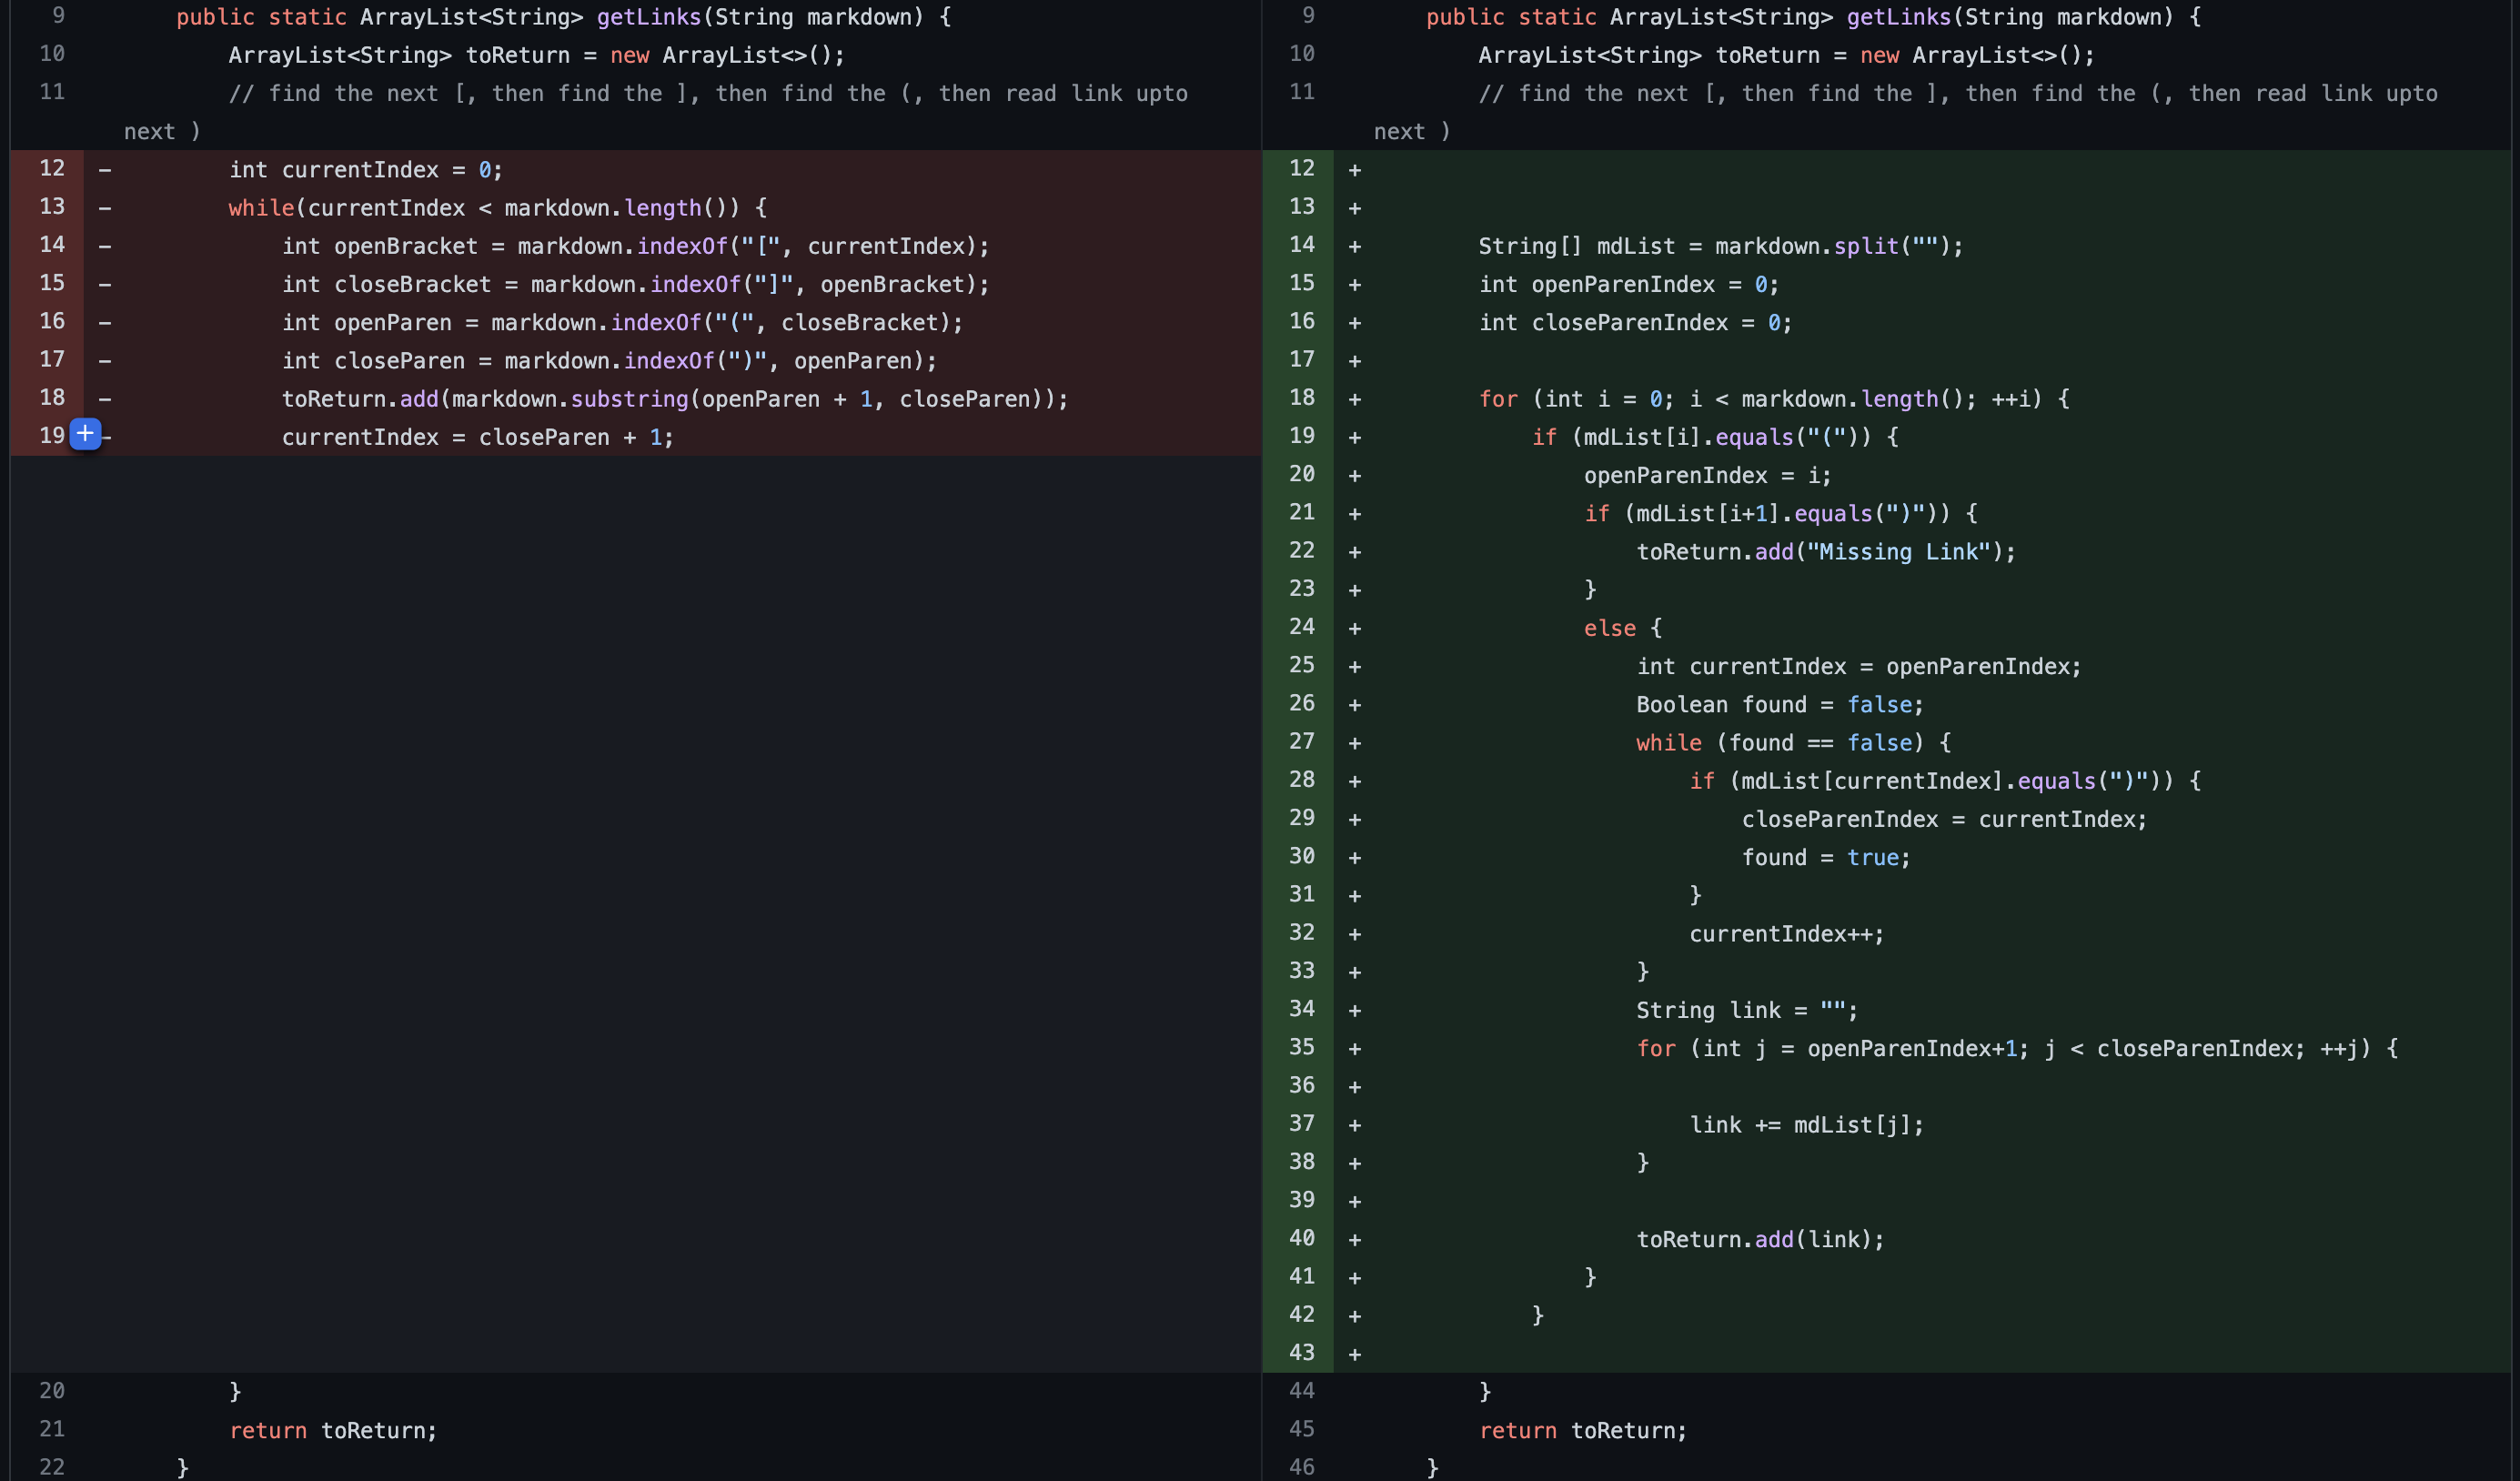 9 public static ArrayList<String> getLinks(String markdown) {
10 ArrayList<String> toReturn = new ArrayList<>();
11 // find the next [, then find the ], then find the (, then read link upto
next )
12 - int currentIndex = 0;
13 - while(currentIndex < markdown.length()) {
14 - int openBracket = markdown.indexOf("[", currentIndex);
15 - int closeBracket = markdown.indexOf("]", openBracket);
16 - int openParen = markdown.indexOf("(", closeBracket);
17 - int closeParen = markdown.indexOf(")", openParen);
18 - toReturn.add(markdown.substring(openParen + 1, closeParen));
19 + - currentIndex = closeParen + 1;
20 }
21 return toReturn;
22 }
9 public static ArrayList<String> getLinks(String markdown) {
10 ArrayList<String> toReturn = new ArrayList<>();
11 // find the next [, then find the ], then find the (, then read link upto
next )
12 +
13 +
14 + String[] mdList = markdown.split("");
15 + int openParenIndex = 0;
16 + int closeParenIndex = 0;
17 +
18 + for (int i = 0; i < markdown.length(); ++i) {
19 + if (mdList[i].equals("(")) {
20 + openParenIndex = i;
21 + if (mdList[i+1].equals(")")) {
22 + toReturn.add("Missing Link");
23 + }
24 + else {
25 + int currentIndex = openParenIndex;
26 + Boolean found = false;
27 + while (found == false) {
28 + if (mdList[currentIndex].equals(")")) {
29 + closeParenIndex = currentIndex;
30 + found = true;
31 + }
32 + currentIndex++;
33 + }
34 + String link = "";
35 + for (int j = openParenIndex+1; j < closeParenIndex; ++j) {
36 +
37 + link += mdList[j];
38 + }
39 +
40 + toReturn.add(link);
41 + }
42 + }
43 +
44 }
45 return toReturn;
46 }